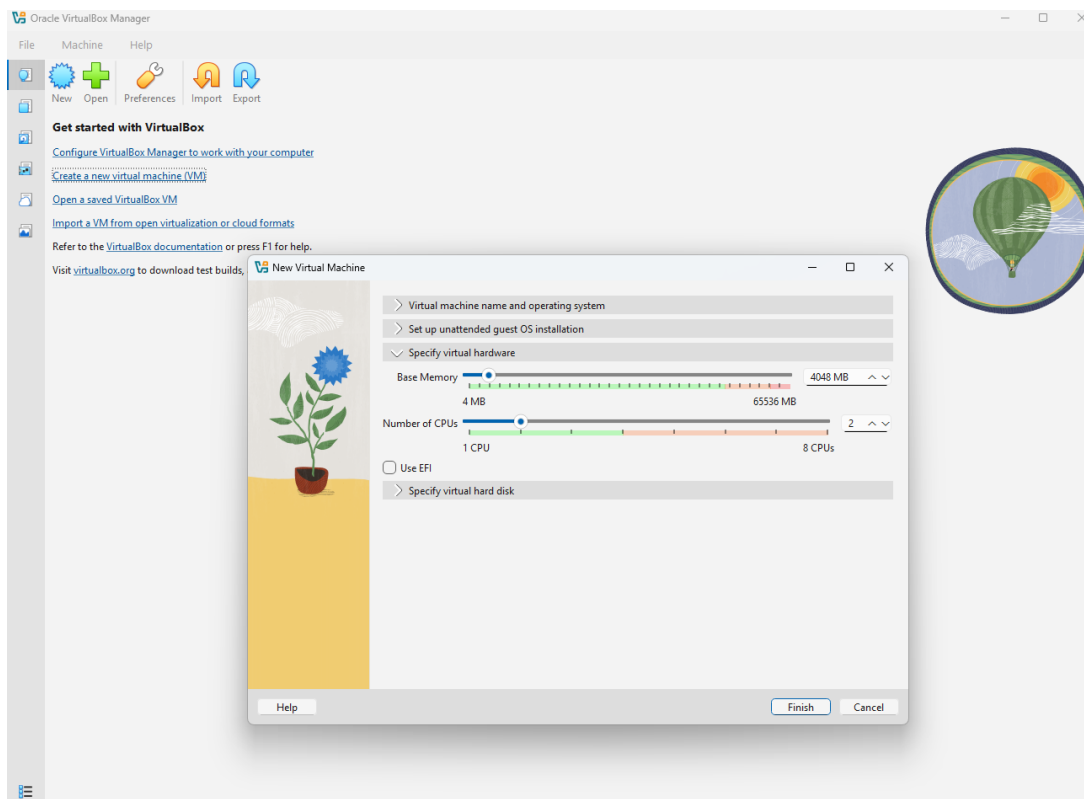 Oracle VirtualBox Manager
File Machine Help
New Open Preferences Import Export
Get started with VirtualBox
Configure VirtualBox Manager to work with your computer
Create a new virtual machine (VM)
Open a saved VirtualBox VM
Import a VM from open virtualization or cloud formats
Refer to the VirtualBox documentation or press F1 for help.
Visit virtualbox.org to download test builds,
New Virtual Machine
Virtual machine name and operating system
Set up unattended guest OS installation
Specify virtual hardware
Base Memory 4048 MB
4 MB 65536 MB
Number of CPUs 2
1 CPU 8 CPUs
Use EFI
Specify virtual hard disk
Help Finish Cancel